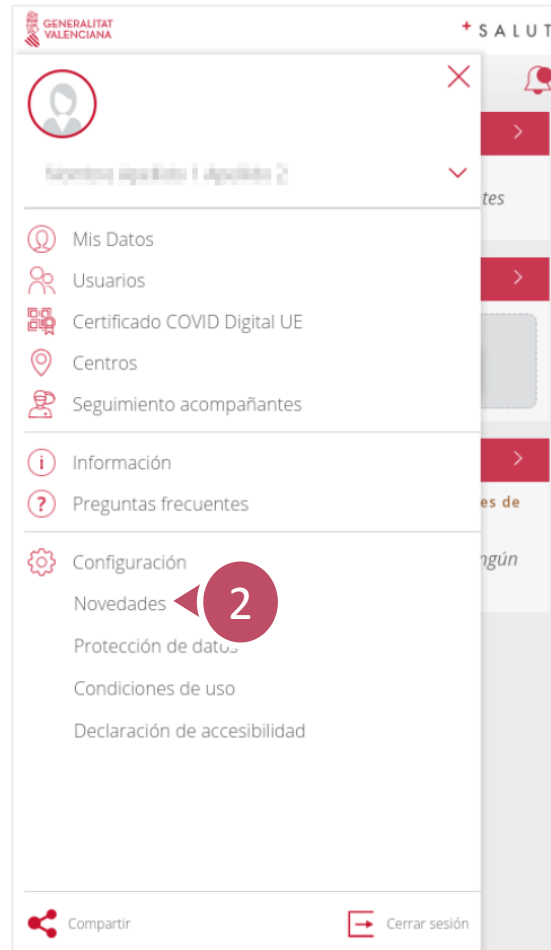 GENERALITAT
VALENCIANA
+ SALUT
Mis Datos
Usuarios
Certificado COVID Digital UE
Centros
Seguimiento acompañantes
i Información
? Preguntas frecuentes
Configuración
Novedades 2
Protección de datos
Condiciones de uso
Declaración de accesibilidad
Compartir
Cerrar sesión
tes
es de
ngún